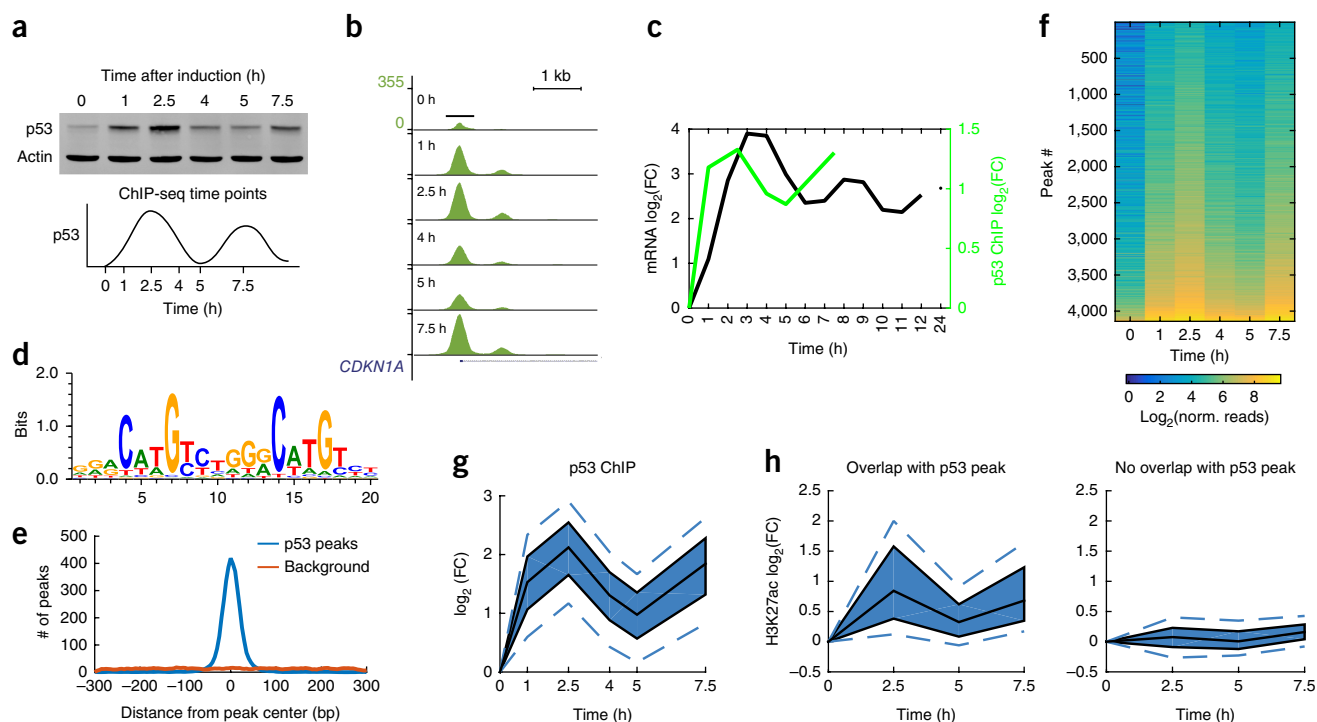 a
Time after induction (h)
0 1 2.5 4 5 7.5
p53
Actin
ChIP-seq time points
p53
0 1 2.5 4 5 7.5
Time (h)
b
355
0
1 kb
0 h
1 h
2.5 h
4 h
5 h
7.5 h
CDKN1A
c
mRNA log2(FC)
4
3
2
1
0
1.5
1
0.5
0
p53 ChIP log2(FC)
0 1 2 3 4 5 6 7 8 9 10 11 12 24
Time (h)
f
Peak #
500
1,000
1,500
2,000
2,500
3,000
3,500
4,000
0 1 2.5 4 5 7.5
Time (h)
0 2 4 6 8
Log2(norm. reads)
d
Bits
2.0
1.0
0.0
5 10 15 20
e
# of peaks
500
400
300
200
100
0
p53 peaks
Background
−300 −200 −100 0 100 200 300
Distance from peak center (bp)
g
p53 ChIP
log2 (FC)
3
2
1
0
0 1 2.5 4 5 7.5
Time (h)
h
Overlap with p53 peak
H3K27ac log2(FC)
2.5
2
1.5
1
0.5
0
−0.5
0 2.5 5 7.5
Time (h)
No overlap with p53 peak
2.5
2
1.5
1
0.5
0
−0.5
0 2.5 5 7.5
Time (h)